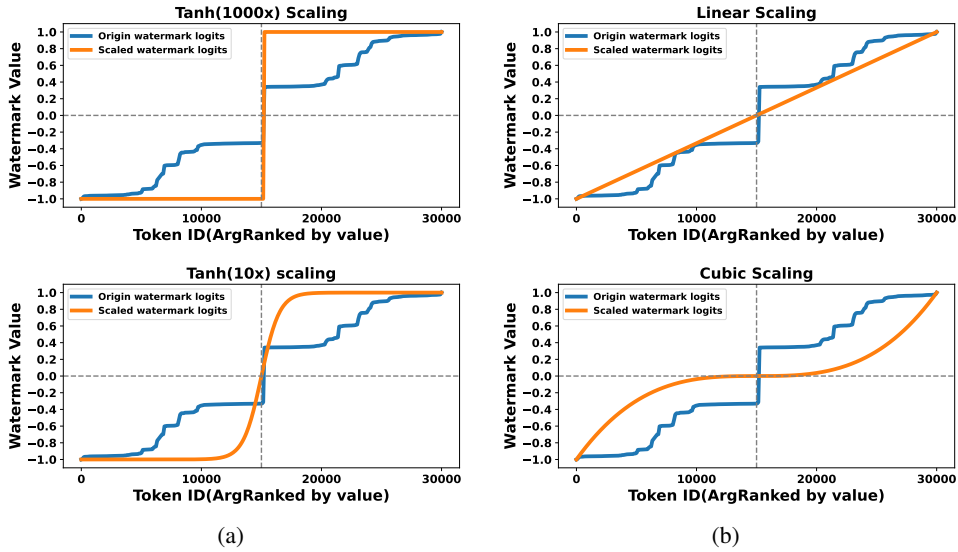 Tanh(1000x) Scaling
Watermark Value
1.0
0.8
0.6
0.4
0.2
0.0
−0.2
−0.4
−0.6
−0.8
−1.0
Origin watermark logits
Scaled watermark logits
0
10000
20000
30000
Token ID(ArgRanked by value)
Linear Scaling
Watermark Value
1.0
0.8
0.6
0.4
0.2
0.0
−0.2
−0.4
−0.6
−0.8
−1.0
Origin watermark logits
Scaled watermark logits
0
10000
20000
30000
Token ID(ArgRanked by value)
Tanh(10x) scaling
Watermark Value
1.0
0.8
0.6
0.4
0.2
0.0
−0.2
−0.4
−0.6
−0.8
−1.0
Origin watermark logits
Scaled watermark logits
0
10000
20000
30000
Token ID(ArgRanked by value)
Cubic Scaling
Watermark Value
1.0
0.8
0.6
0.4
0.2
0.0
−0.2
−0.4
−0.6
−0.8
−1.0
Origin watermark logits
Scaled watermark logits
0
10000
20000
30000
Token ID(ArgRanked by value)
(a)
(b)